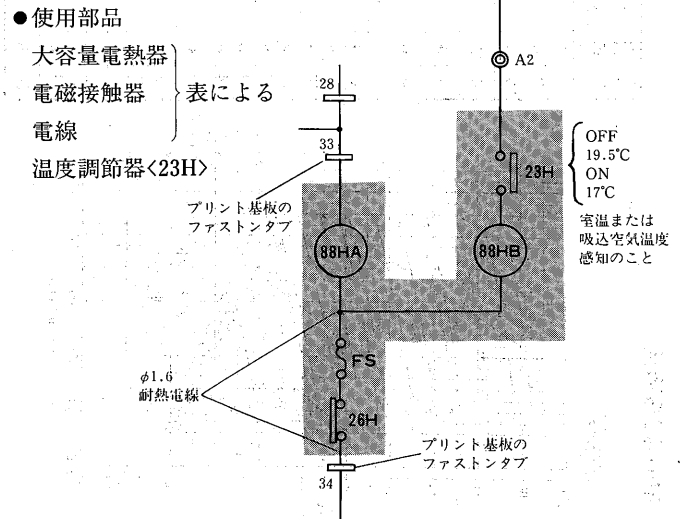 ●使用部品
大容量電熱器
電磁接触器
電線
表による
温度調節器<23H>
A2
28
33
プリント基板の
ファストンタブ
23H
OFF
19.5℃
ON
17℃
室温または
吸込空気温度
感知のこと
88HA
88HB
FS
φ1.6
耐熱電線
26H
プリント基板の
ファストンタブ
34